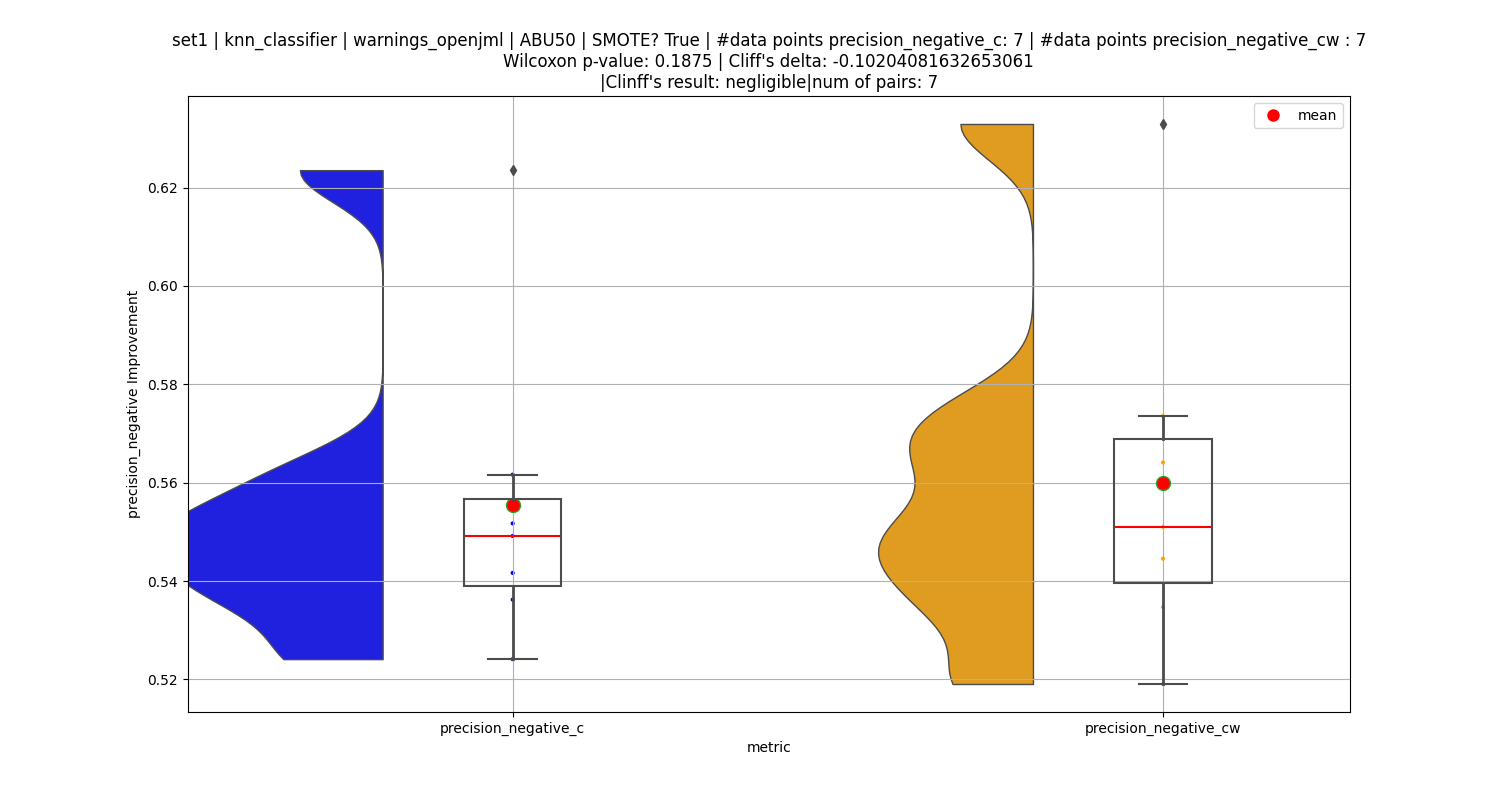 set1 | knn_classifier | warnings_openjml | ABU50 | SMOTE? True | #data points precision_negative_c: 7 | #data points precision_negative_cw : 7
Wilcoxon p-value: 0.1875 | Cliff's delta: -0.10204081632653061
|Clinff's result: negligible|num of pairs: 7
mean
0.62
0.60
0.58
0.56
0.54
0.52
precision_negative Improvement
precision_negative_c
precision_negative_cw
metric